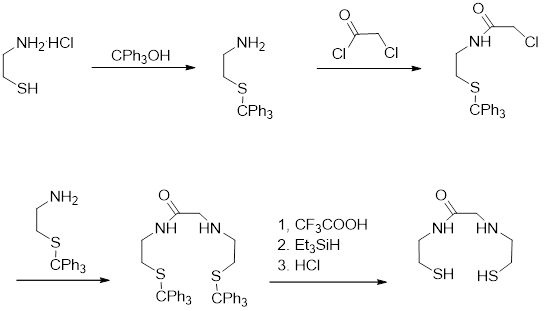 NH2·HCl
SH
CPh3OH
NH2
S
CPh3
O
Cl
Cl
O
NH
Cl
S
CPh3
NH2
S
CPh3
O
NH
HN
S
CPh3
S
CPh3
1, CF3COOH
2. Et3SiH
3. HCl
O
NH
HN
SH
HS